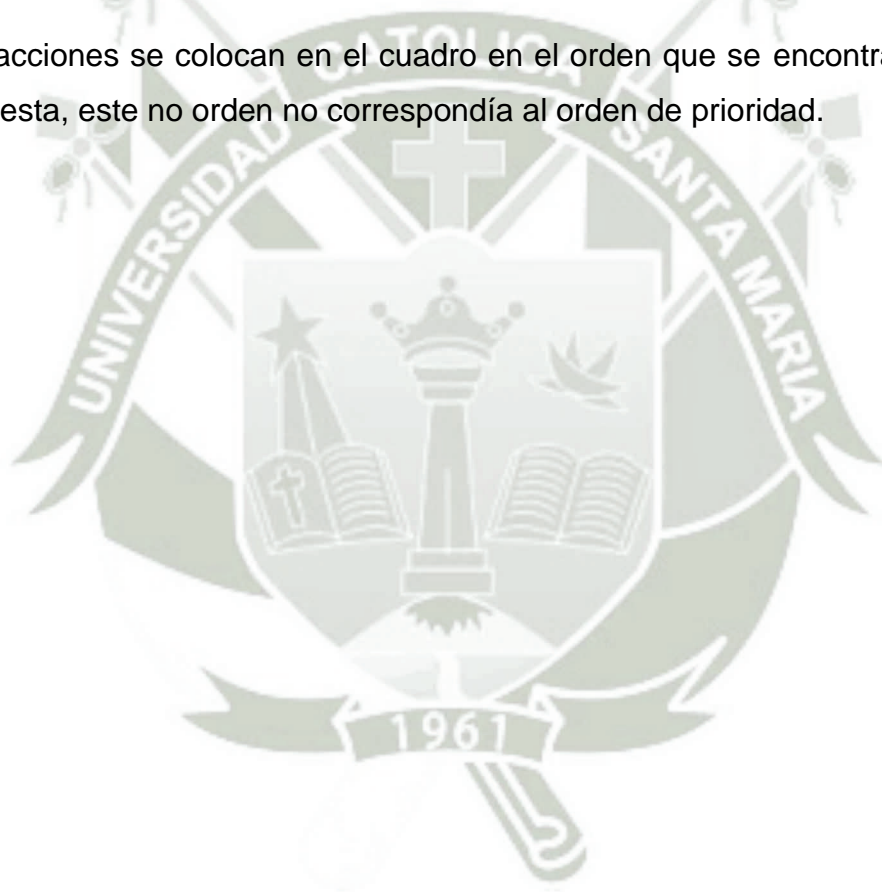 acciones se colocan en el cuadro en el orden que se encontra
esta, este no orden no correspondía al orden de prioridad.
UNIVERSIDAD CATOLICA SANTA MARIA
1961